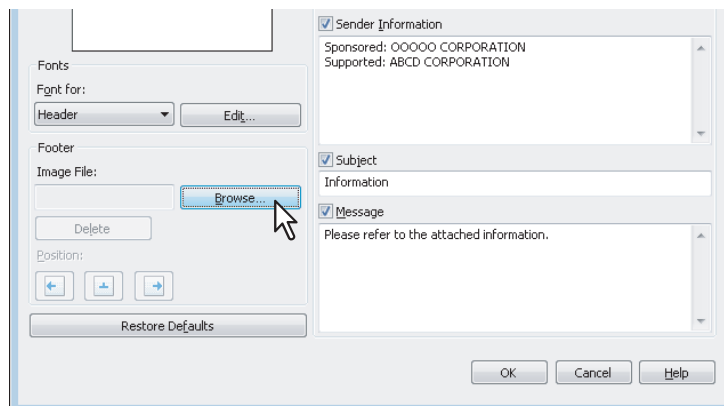 Fonts
Font for:
Header
Edit...
Footer
Image File:
Browse...
Delete
Position:
Restore Defaults
Sender Information
Sponsored: OOOOO CORPORATION
Supported: ABCD CORPORATION
Subject
Information
Message
Please refer to the attached information.
OK
Cancel
Help